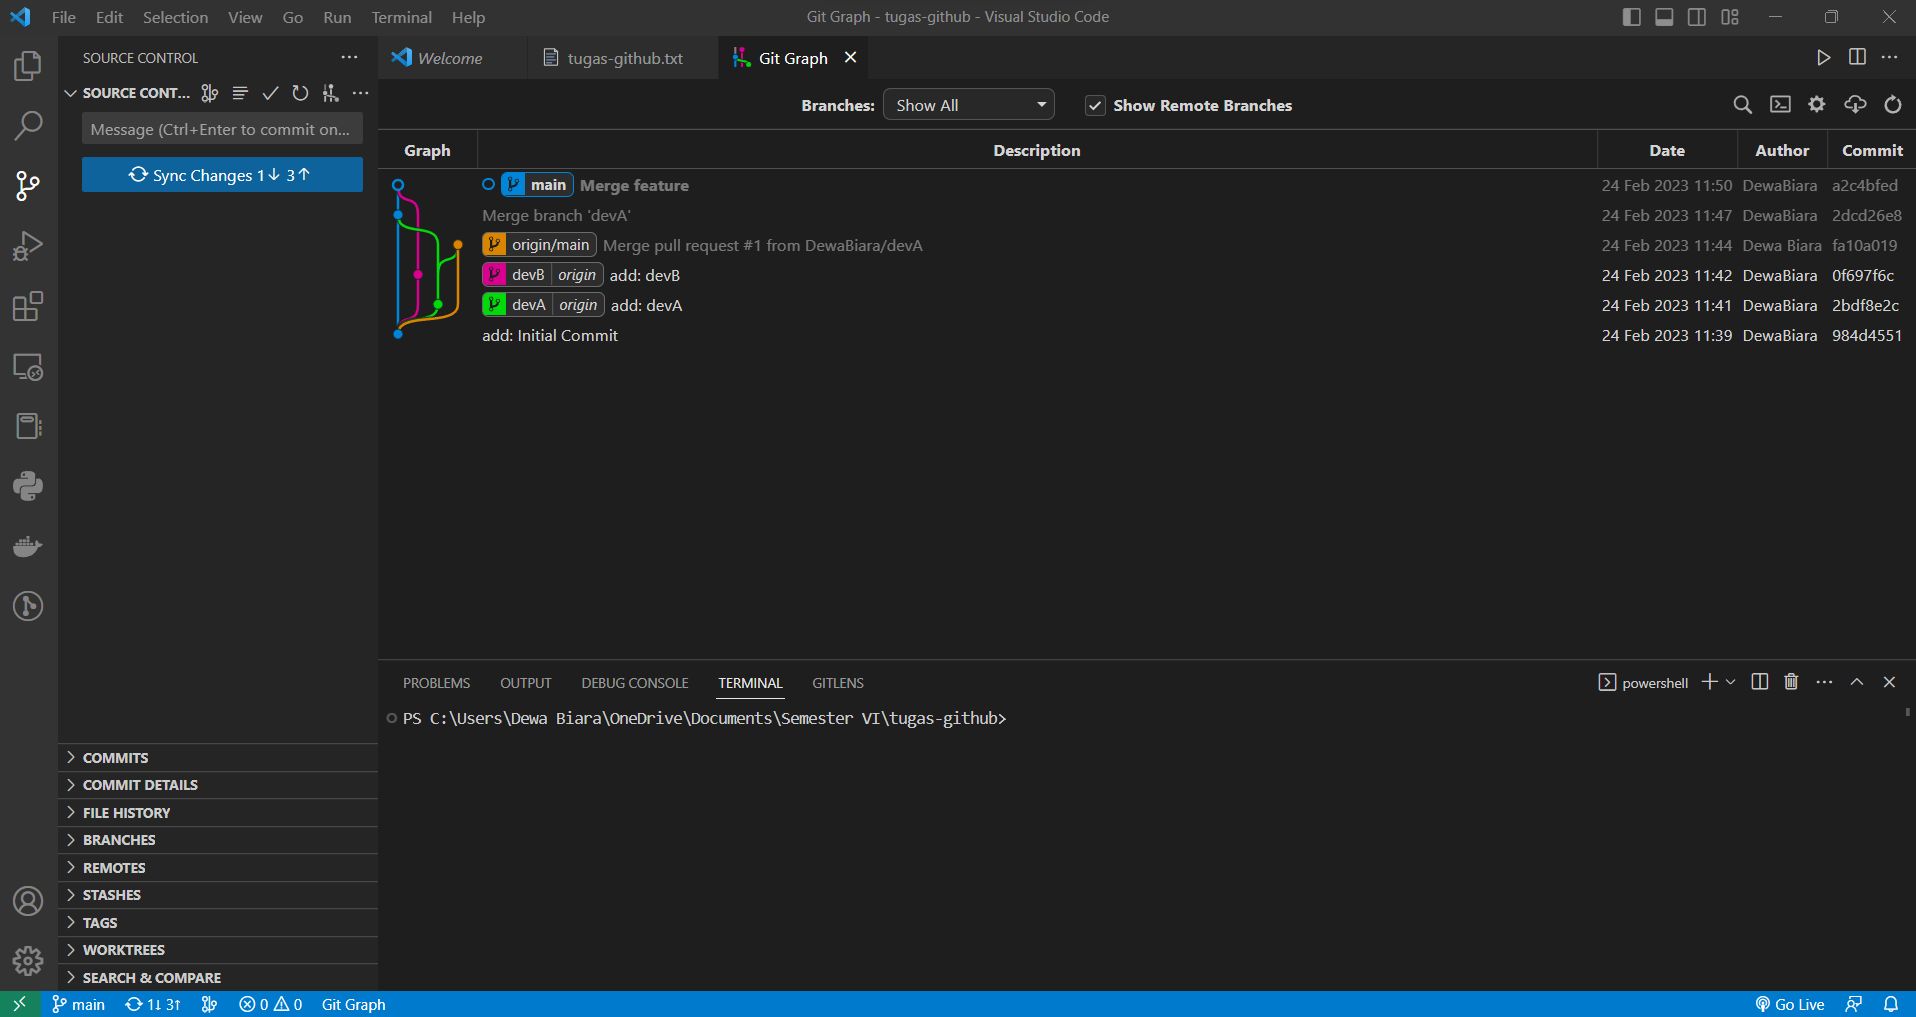 File Edit Selection View Go Run Terminal Help
Git Graph - tugas-github - Visual Studio Code
SOURCE CONTROL
SOURCE CONT...
Message (Ctrl+Enter to commit on...
Sync Changes 1↓ 3↑
Welcome
tugas-github.txt
Git Graph
Branches: Show All
Show Remote Branches
Graph Description Date Author Commit
main Merge feature 24 Feb 2023 11:50 DewaBiara a2c4bfed
Merge branch 'devA' 24 Feb 2023 11:47 DewaBiara 2dcd26e8
origin/main Merge pull request #1 from DewaBiara/devA 24 Feb 2023 11:44 Dewa Biara fa10a019
devB origin add: devB 24 Feb 2023 11:42 DewaBiara 0f697f6c
devA origin add: devA 24 Feb 2023 11:41 DewaBiara 2bdf8e2c
add: Initial Commit 24 Feb 2023 11:39 DewaBiara 984d4551
PROBLEMS OUTPUT DEBUG CONSOLE TERMINAL GITLENS
powershell
PS C:\Users\Dewa Biara\OneDrive\Documents\Semester VI\tugas-github>
COMMITS
COMMIT DETAILS
FILE HISTORY
BRANCHES
REMOTES
STASHES
TAGS
WORKTREES
SEARCH & COMPARE
main 1↓ 3↑ 0 0 Git Graph
Go Live